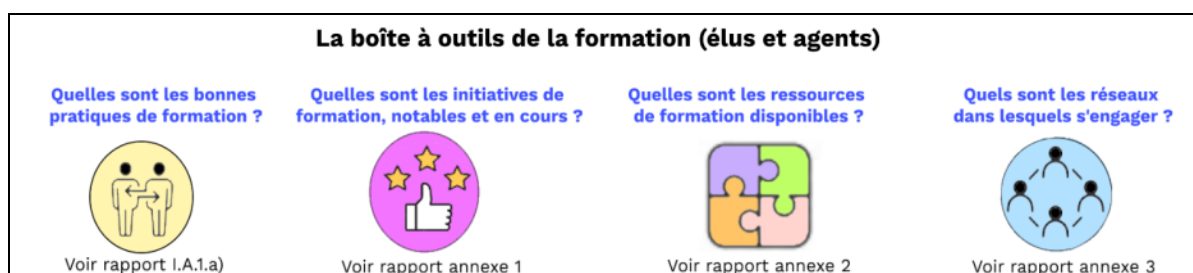 La boîte à outils de la formation (élus et agents)
Quelles sont les bonnes
pratiques de formation ?
Quelles sont les initiatives de
formation, notables et en cours ?
Quelles sont les ressources
de formation disponibles ?
Quels sont les réseaux
dans lesquels s'engager ?
Voir rapport I.A.1.a)
Voir rapport annexe 1
Voir rapport annexe 2
Voir rapport annexe 3